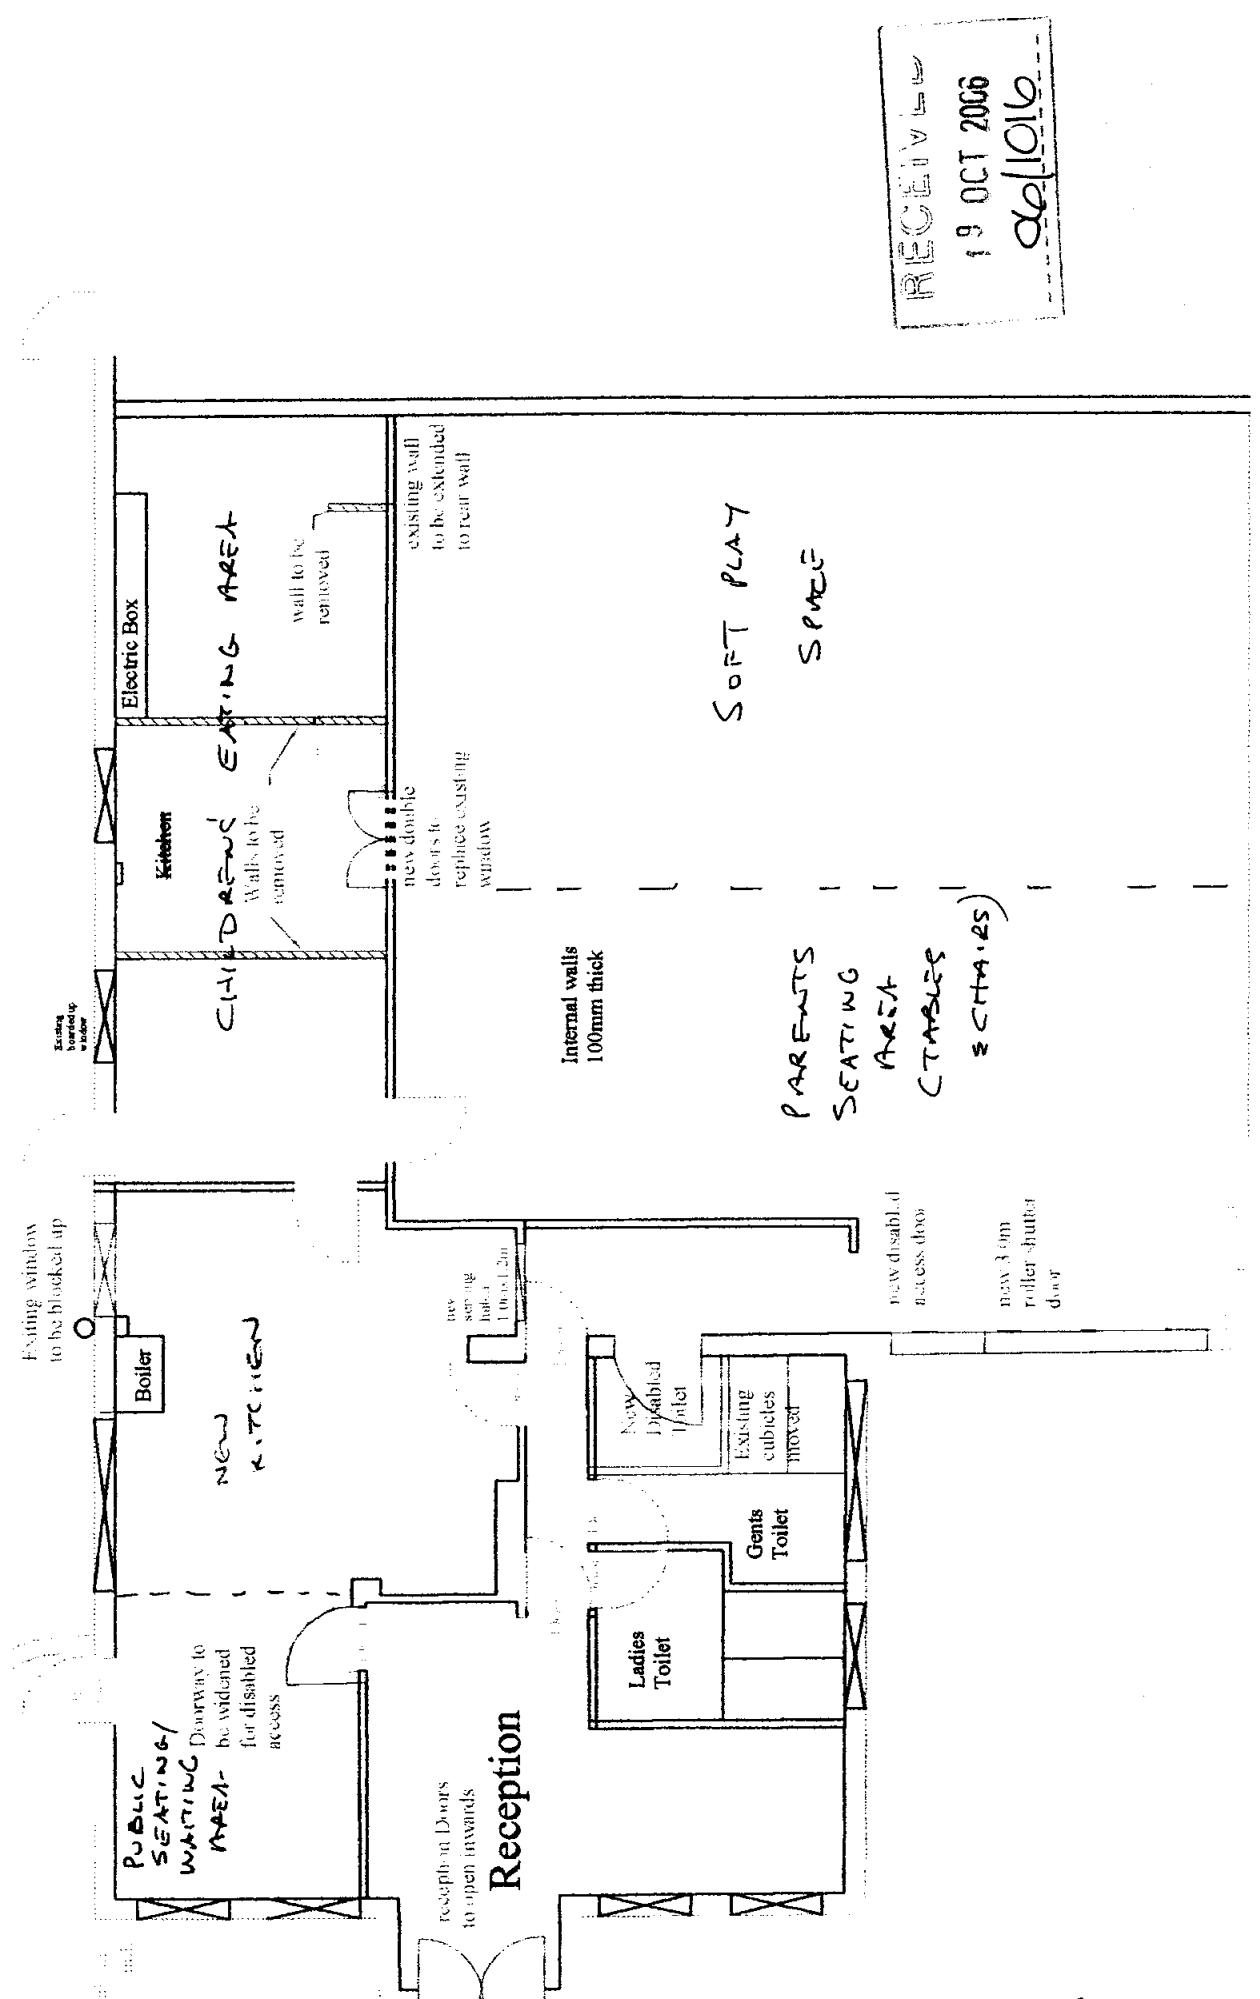 RECEIVED
19 OCT 2006
06/1016
Exiting window
to be blocked up
Existing
boarded up
window
Electric Box
Boiler
Kitchen
CHILDRENS EATING AREA
Walls to be
removed
wall to be
removed
existing wall
to be extended
to rear wall
new double
doors to
replace existing
window
SOFT PLAY
SPACE
Internal walls
100mm thick
PARENTS
SEATING
AREA
(TABLES
& CHAIRS)
NEW
KITCHEN
new
serving
hatch
new disabled
access door
new 3.0m
roller shutter
door
New
Disabled
toilet
Existing
cubicles
moved
Gents
Toilet
Ladies
Toilet
PUBLIC
SEATING/
WAITING
AREA
Doorway to
be widened
for disabled
access
reception Doors
to open inwards
Reception